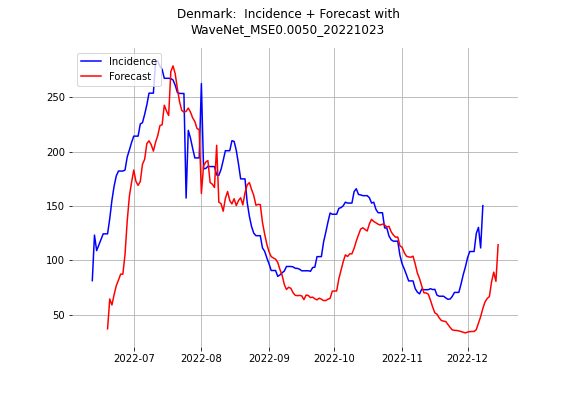 Denmark:  Incidence + Forecast with
WaveNet_MSE0.0050_20221023
Incidence
Forecast
250
200
150
100
50
2022-07
2022-08
2022-09
2022-10
2022-11
2022-12